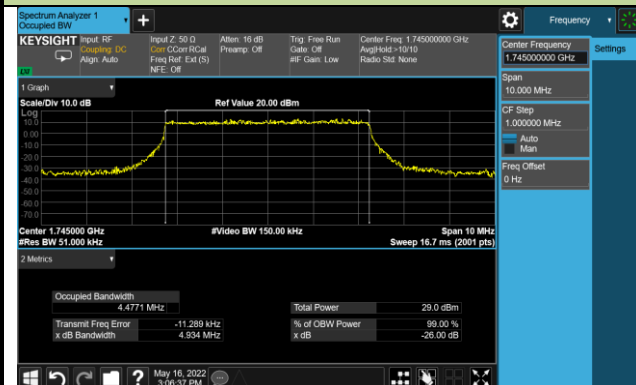 Spectrum Analyzer 1
Occupied BW
Frequency
KEYSIGHT
Input: RF
Coupling: DC
Align: Auto
Input Z: 50 Ω
Corr CCorr RCal
Freq Ref: Ext (S)
NFE: Off
Atten: 16 dB
Preamp: Off
Trig: Free Run
Gate: Off
#IF Gain: Low
Center Freq: 1.745000000 GHz
Avg|Hold:>10/10
Radio Std: None
Center Frequency
1.745000000 GHz
Settings
Span
10.000 MHz
CF Step
1.000000 MHz
Auto
Man
Freq Offset
0 Hz
1 Graph
Scale/Div 10.0 dB
Ref Value 20.00 dBm
Log
10.0
0.00
-10.0
-20.0
-30.0
-40.0
-50.0
-60.0
-70.0
Center 1.745000 GHz
#Video BW 150.00 kHz
Span 10 MHz
#Res BW 51.000 kHz
Sweep 16.7 ms (2001 pts)
2 Metrics
Occupied Bandwidth
4.4771 MHz
Total Power
29.0 dBm
Transmit Freq Error
-11.289 kHz
% of OBW Power
99.00 %
x dB Bandwidth
4.934 MHz
x dB
-26.00 dB
May 16, 2022
3:06:37 PM